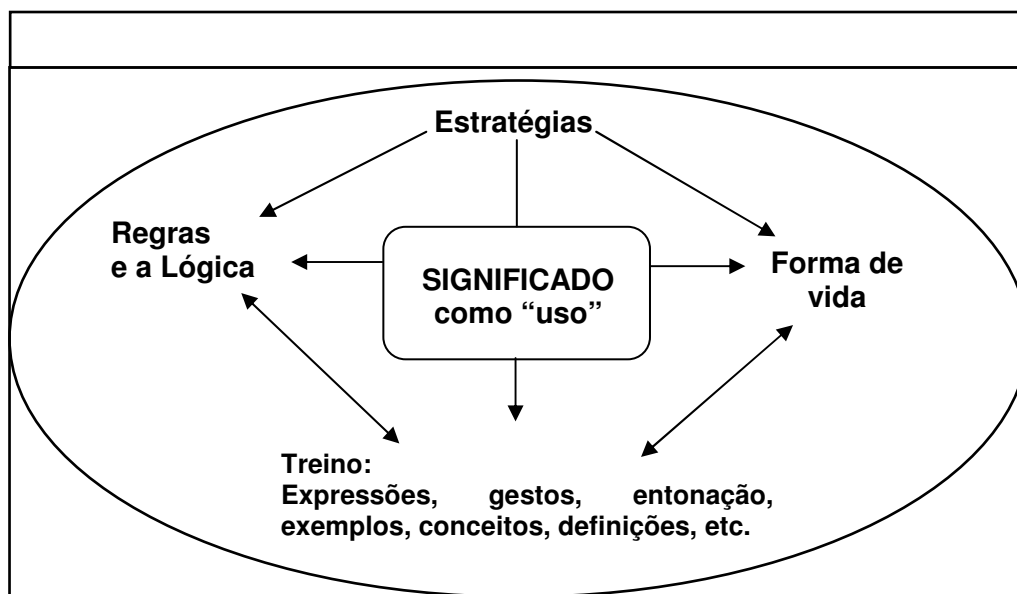 Estratégias
Regras
e a Lógica
SIGNIFICADO
como “uso”
Forma de
vida
Treino:
Expressões, gestos, entonação,
exemplos, conceitos, definições, etc.